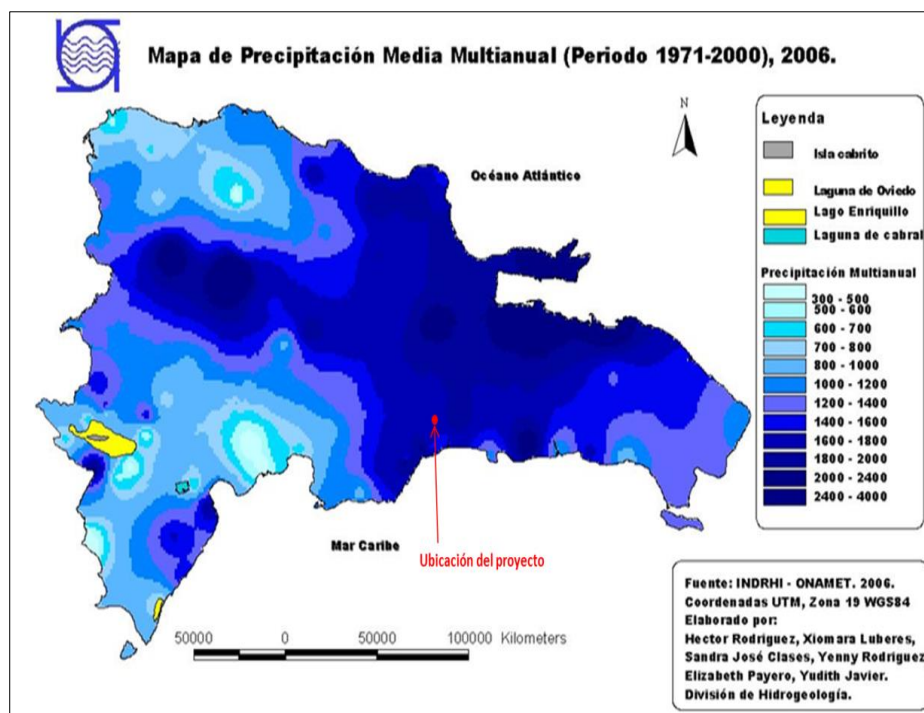 Mapa de Precipitación Media Multianual (Periodo 1971-2000), 2006.
N
Océano Atlántico
Mar Caribe
Ubicación del proyecto
50000 0 50000 100000 Kilometers
Leyenda
Isla cabrito
Laguna de Oviedo
Lago Enriquillo
Laguna de cabral
Precipitación Multianual
300 - 500
500 - 600
600 - 700
700 - 800
800 - 1000
1000 - 1200
1200 - 1400
1400 - 1600
1600 - 1800
1800 - 2000
2000 - 2400
2400 - 4000
Fuente: INDRHI - ONAMET. 2006.
Coordenadas UTM, Zona 19 WGS84
Elaborado por:
Hector Rodriguez, Xiomara Luberes,
Sandra José Clases, Yenny Rodriguez
Elizabeth Payero, Yudith Javier.
División de Hidrogeología.